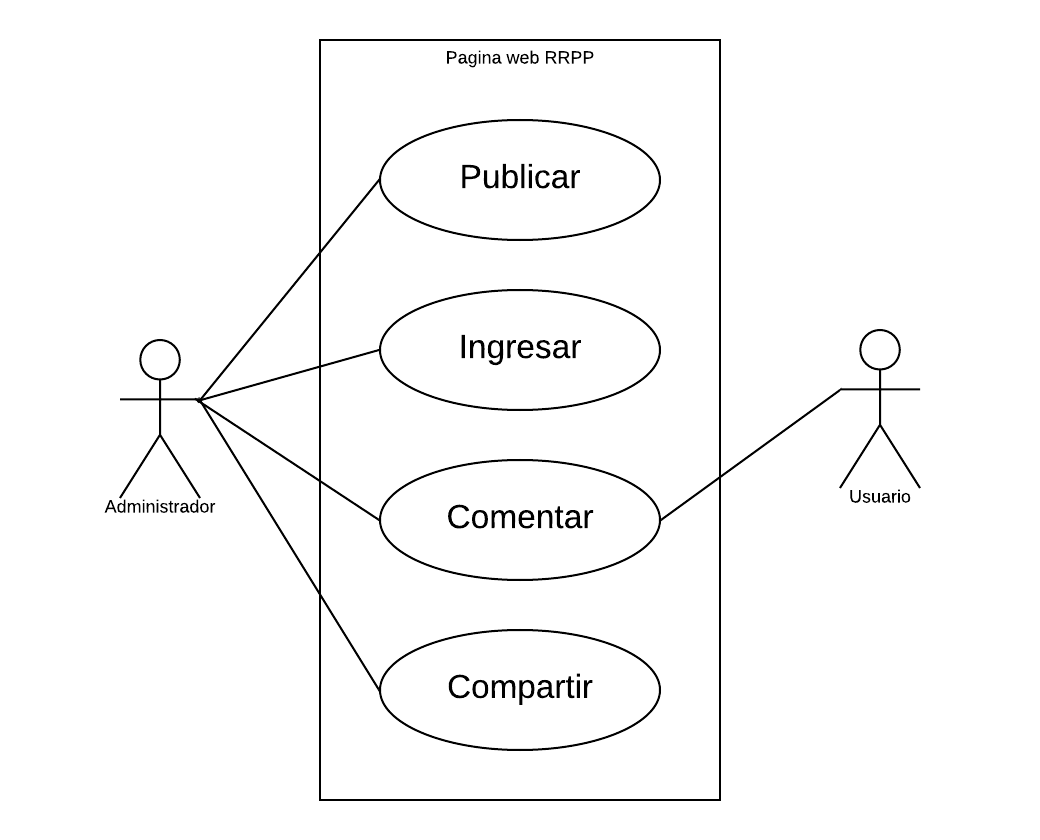 Pagina web RRPP
Publicar
Ingresar
Comentar
Compartir
Administrador
Usuario